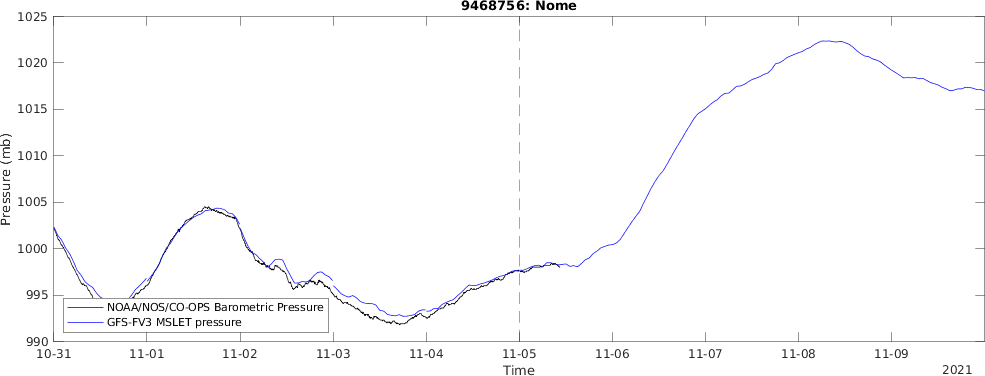 9468756: Nome
1025
1020
1015
1010
1005
1000
995
990
Pressure (mb)
NOAA/NOS/CO-OPS Barometric Pressure
GFS-FV3 MSLET pressure
10-31 11-01 11-02 11-03 11-04 11-05 11-06 11-07 11-08 11-09
Time
2021